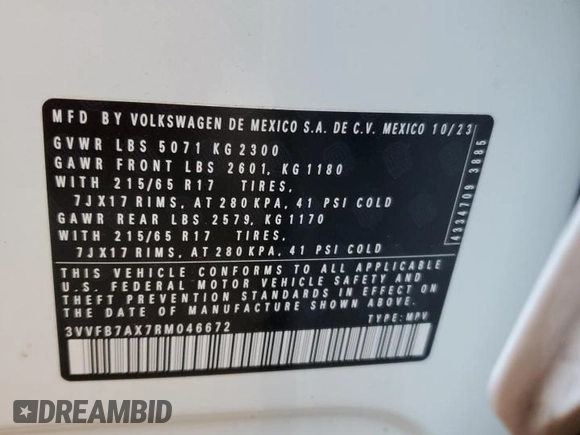 MFD BY VOLKSWAGEN DE MEXICO S.A. DE C.V. MEXICO 10/23
GVWR LBS 5071 KG 2300
GAWR FRONT LBS 2601, KG 1180
WITH 215/65 R17 TIRES,
7JX17 RIMS, AT 280 KPA, 41 PSI COLD
GAWR REAR LBS 2579, KG 1170
WITH 215/65 R17 TIRES,
7JX17 RIMS, AT 280 KPA, 41 PSI COLD
THIS VEHICLE CONFORMS TO ALL APPLICABLE
U.S. FEDERAL MOTOR VEHICLE SAFETY AND
THEFT PREVENTION STANDARDS IN EFFECT ON
THE DATE OF MANUFACTURE SHOWN ABOVE.
3VVFB7AX7RM046672 TYPE: MPV
4334709 3885
DREAMBID